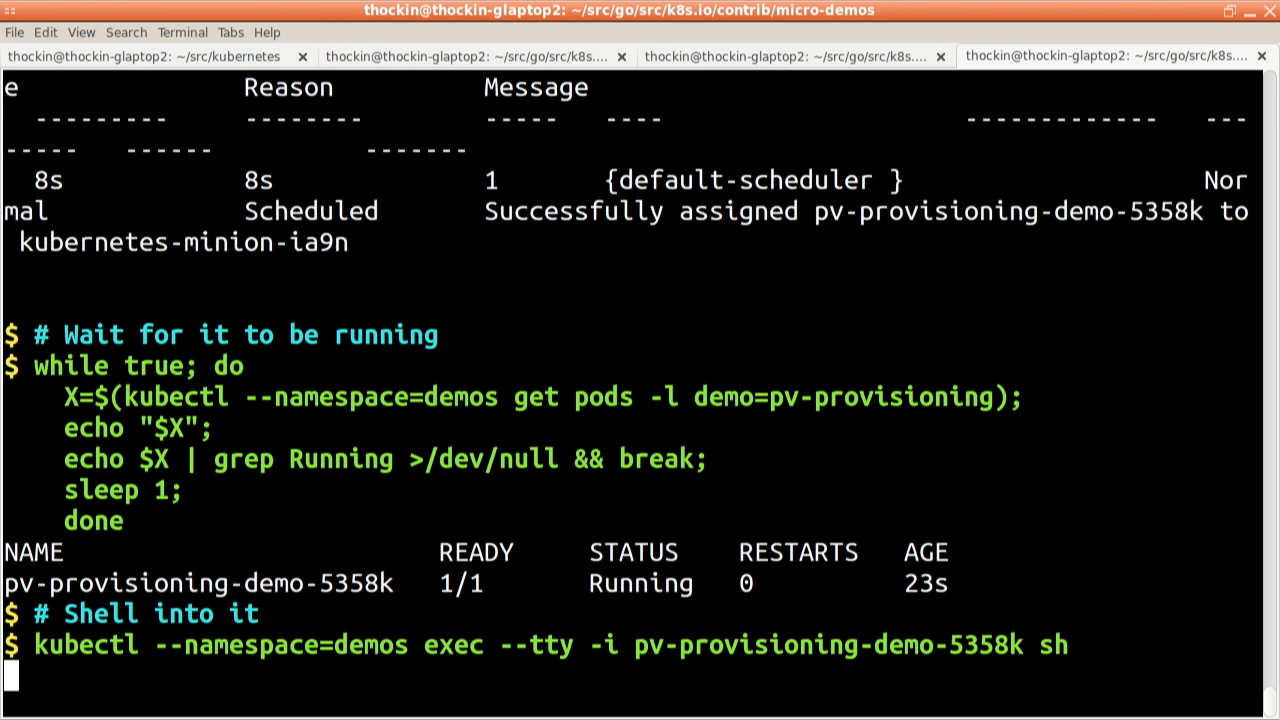 thockin@thockin-glaptop2: ~/src/go/src/k8s.io/contrib/micro-demos
File Edit View Search Terminal Tabs Help
thockin@thockin-glaptop2: ~/src/kubernetes × thockin@thockin-glaptop2: ~/src/go/src/k8s.... × thockin@thockin-glaptop2: ~/src/go/src/k8s.... × thockin@thockin-glaptop2: ~/src/go/src/k8s.... ×
e Reason Message
--------- -------- ----- ---- ------------- ---
----- ------ -------
8s 8s 1 {default-scheduler } Nor
mal Scheduled Successfully assigned pv-provisioning-demo-5358k to
kubernetes-minion-ia9n
$ # Wait for it to be running
$ while true; do
X=$(kubectl --namespace=demos get pods -l demo=pv-provisioning);
echo "$X";
echo $X | grep Running >/dev/null && break;
sleep 1;
done
NAME READY STATUS RESTARTS AGE
pv-provisioning-demo-5358k 1/1 Running 0 23s
$ # Shell into it
$ kubectl --namespace=demos exec --tty -i pv-provisioning-demo-5358k sh